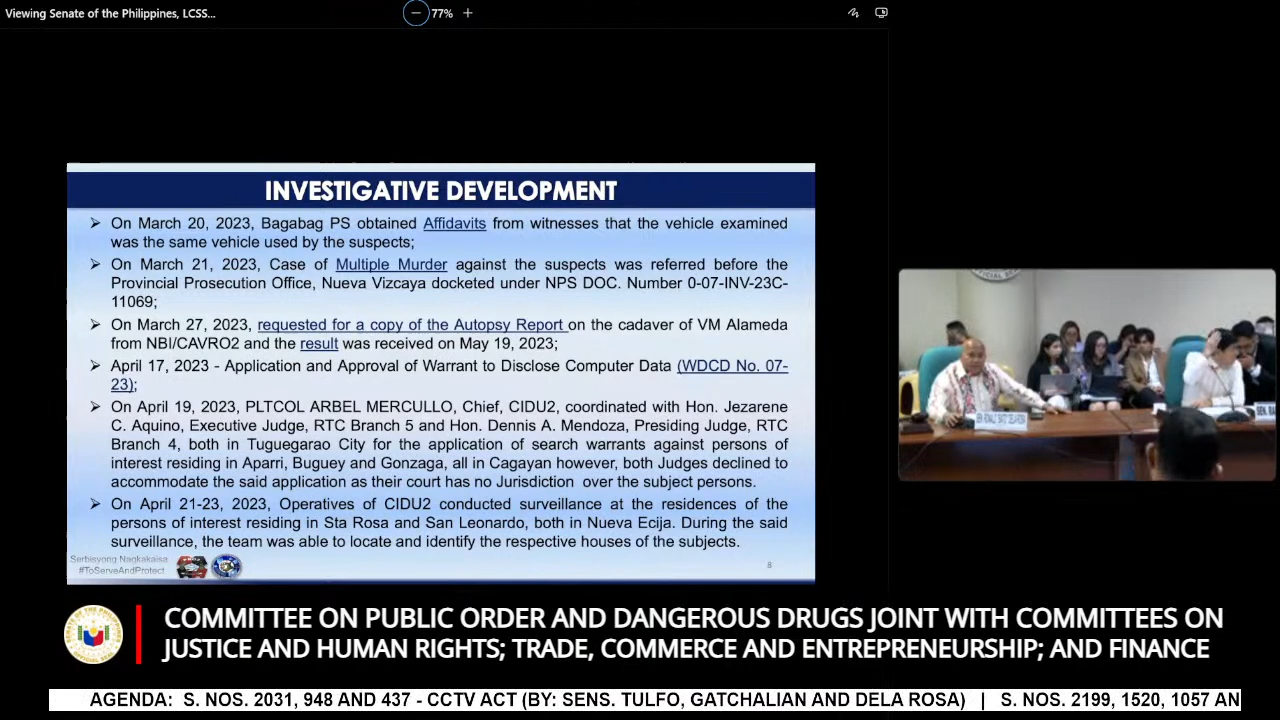 Viewing Senate of the Philippines, LCSS...
77%
INVESTIGATIVE DEVELOPMENT
➢ On March 20, 2023, Bagabag PS obtained Affidavits from witnesses that the vehicle examined
was the same vehicle used by the suspects;
➢ On March 21, 2023, Case of Multiple Murder against the suspects was referred before the
Provincial Prosecution Office, Nueva Vizcaya docketed under NPS DOC. Number 0-07-INV-23C-
11069;
➢ On March 27, 2023, requested for a copy of the Autopsy Report on the cadaver of VM Alameda
from NBI/CAVRO2 and the result was received on May 19, 2023;
➢ April 17, 2023 - Application and Approval of Warrant to Disclose Computer Data (WDCD No. 07-
23);
➢ On April 19, 2023, PLTCOL ARBEL MERCULLO, Chief, CIDU2, coordinated with Hon. Jezarene
C. Aquino, Executive Judge, RTC Branch 5 and Hon. Dennis A. Mendoza, Presiding Judge, RTC
Branch 4, both in Tuguegarao City for the application of search warrants against persons of
interest residing in Aparri, Buguey and Gonzaga, all in Cagayan however, both Judges declined to
accommodate the said application as their court has no Jurisdiction over the subject persons.
➢ On April 21-23, 2023, Operatives of CIDU2 conducted surveillance at the residences of the
persons of interest residing in Sta Rosa and San Leonardo, both in Nueva Ecija. During the said
surveillance, the team was able to locate and identify the respective houses of the subjects.
Serbisyong Nagkakaisa
#ToServeAndProtect
8
COMMITTEE ON PUBLIC ORDER AND DANGEROUS DRUGS JOINT WITH COMMITTEES ON
JUSTICE AND HUMAN RIGHTS; TRADE, COMMERCE AND ENTREPRENEURSHIP; AND FINANCE
AGENDA: S. NOS. 2031, 948 AND 437 - CCTV ACT (BY: SENS. TULFO, GATCHALIAN AND DELA ROSA) | S. NOS. 2199, 1520, 1057 AN